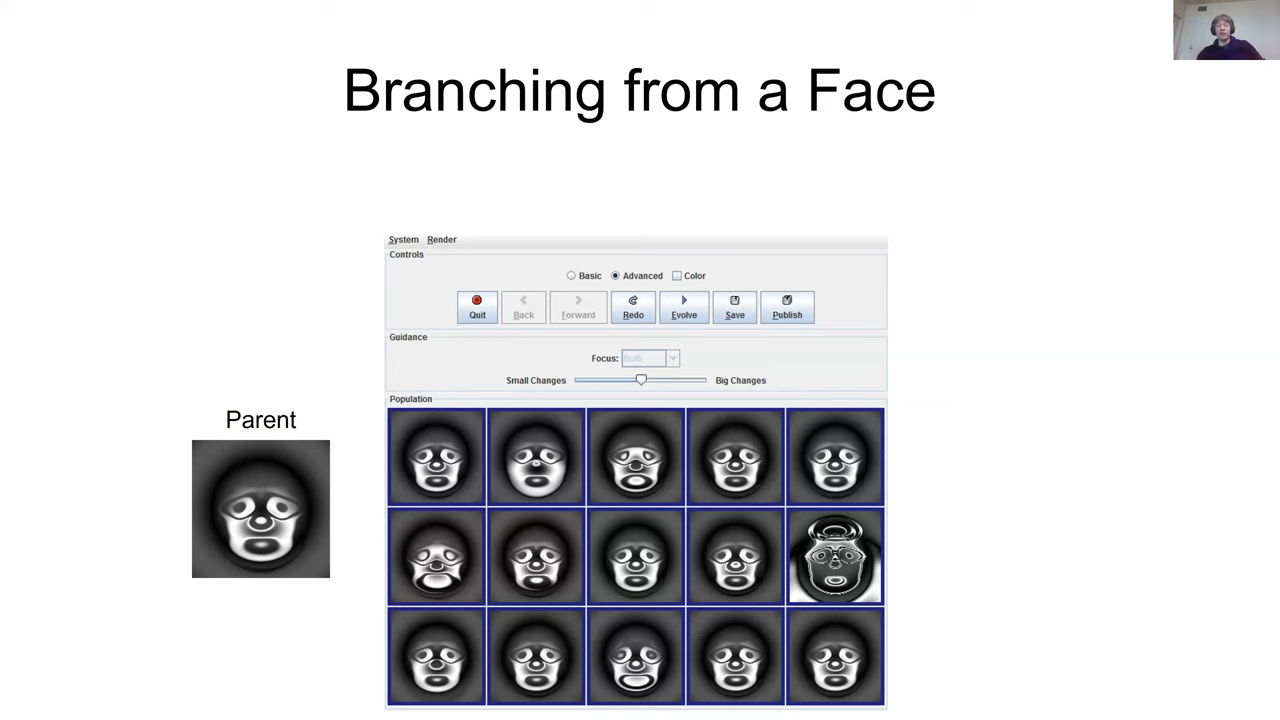 Branching from a Face
System Render
Controls
Basic Advanced Color
Quit Back Forward Redo Evolve Save Publish
Guidance
Focus: Both
Small Changes Big Changes
Population
Parent